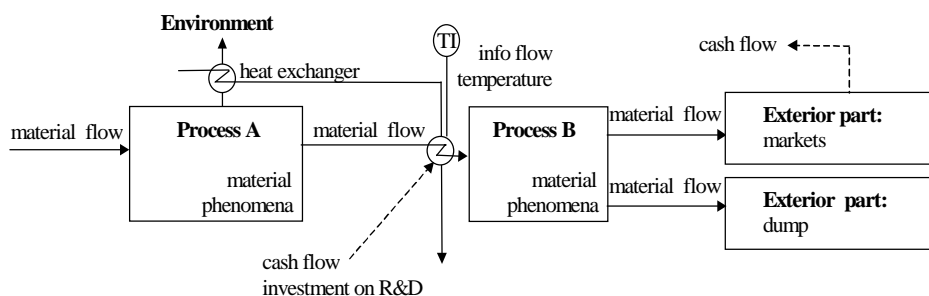 Environment
TI
info flow
temperature
cash flow
heat exchanger
material flow
Process A
material
phenomena
material flow
Process B
material
phenomena
material flow
material flow
Exterior part:
markets
Exterior part:
dump
cash flow
investment on R&D